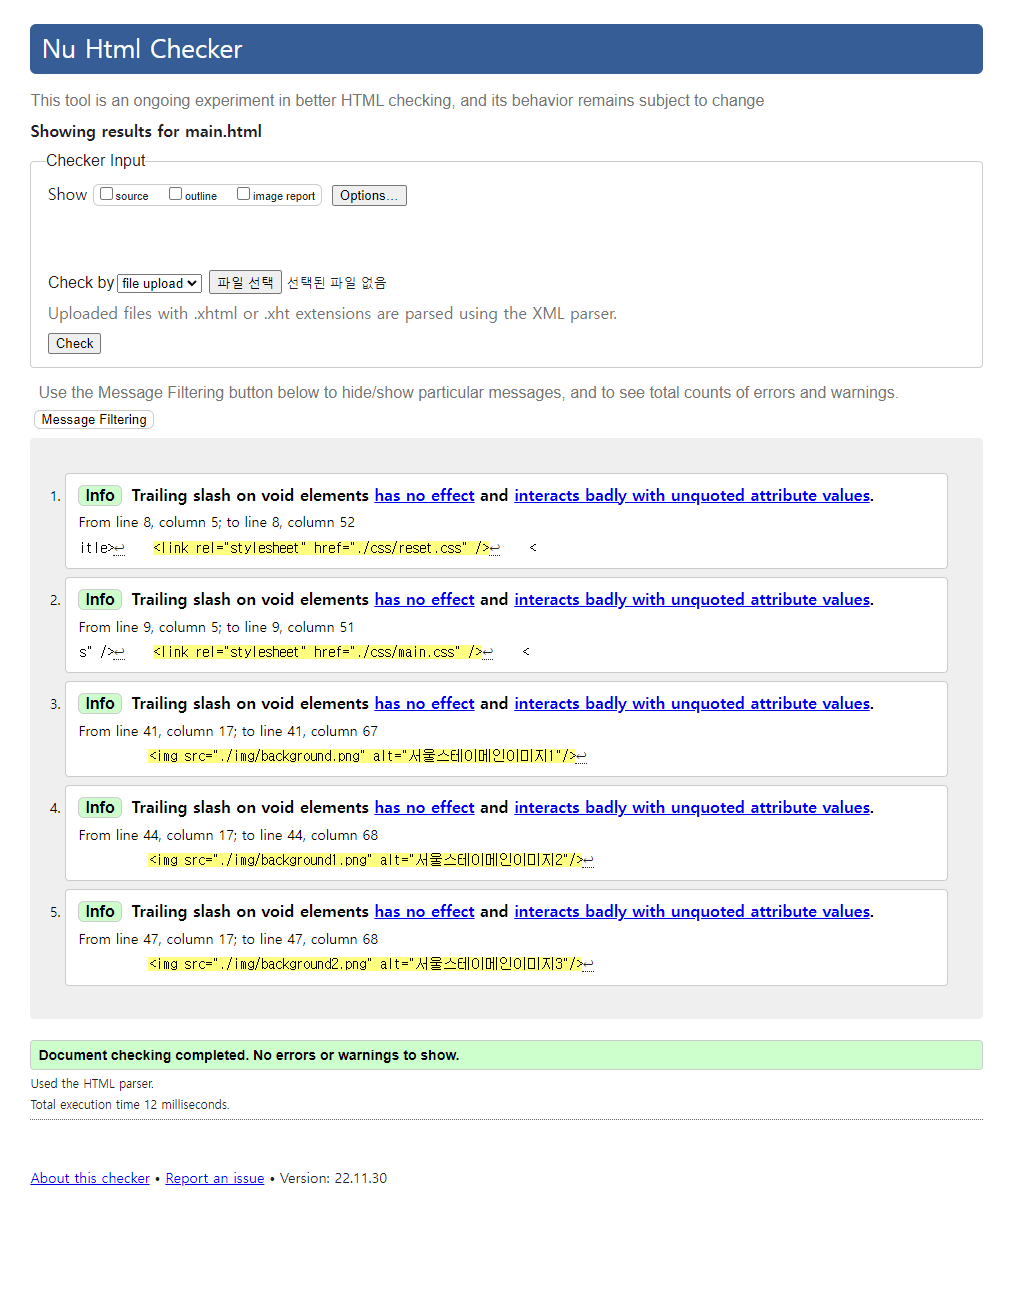 Nu Html Checker
This tool is an ongoing experiment in better HTML checking, and its behavior remains subject to change
Showing results for main.html
Checker Input
Show source outline image report Options...
Check by file upload 파일 선택 선택된 파일 없음
Uploaded files with .xhtml or .xht extensions are parsed using the XML parser.
Check
Use the Message Filtering button below to hide/show particular messages, and to see total counts of errors and warnings.
Message Filtering
1. Info Trailing slash on void elements has no effect and interacts badly with unquoted attribute values.
From line 8, column 5; to line 8, column 52
itle>↩ <link rel="stylesheet" href="./css/reset.css" />↩ <
2. Info Trailing slash on void elements has no effect and interacts badly with unquoted attribute values.
From line 9, column 5; to line 9, column 51
s" />↩ <link rel="stylesheet" href="./css/main.css" />↩ <
3. Info Trailing slash on void elements has no effect and interacts badly with unquoted attribute values.
From line 41, column 17; to line 41, column 67
<img src="./img/background.png" alt="서울스테이메인이미지1"/>↩
4. Info Trailing slash on void elements has no effect and interacts badly with unquoted attribute values.
From line 44, column 17; to line 44, column 68
<img src="./img/background1.png" alt="서울스테이메인이미지2"/>↩
5. Info Trailing slash on void elements has no effect and interacts badly with unquoted attribute values.
From line 47, column 17; to line 47, column 68
<img src="./img/background2.png" alt="서울스테이메인이미지3"/>↩
Document checking completed. No errors or warnings to show.
Used the HTML parser.
Total execution time 12 milliseconds.
About this checker • Report an issue • Version: 22.11.30